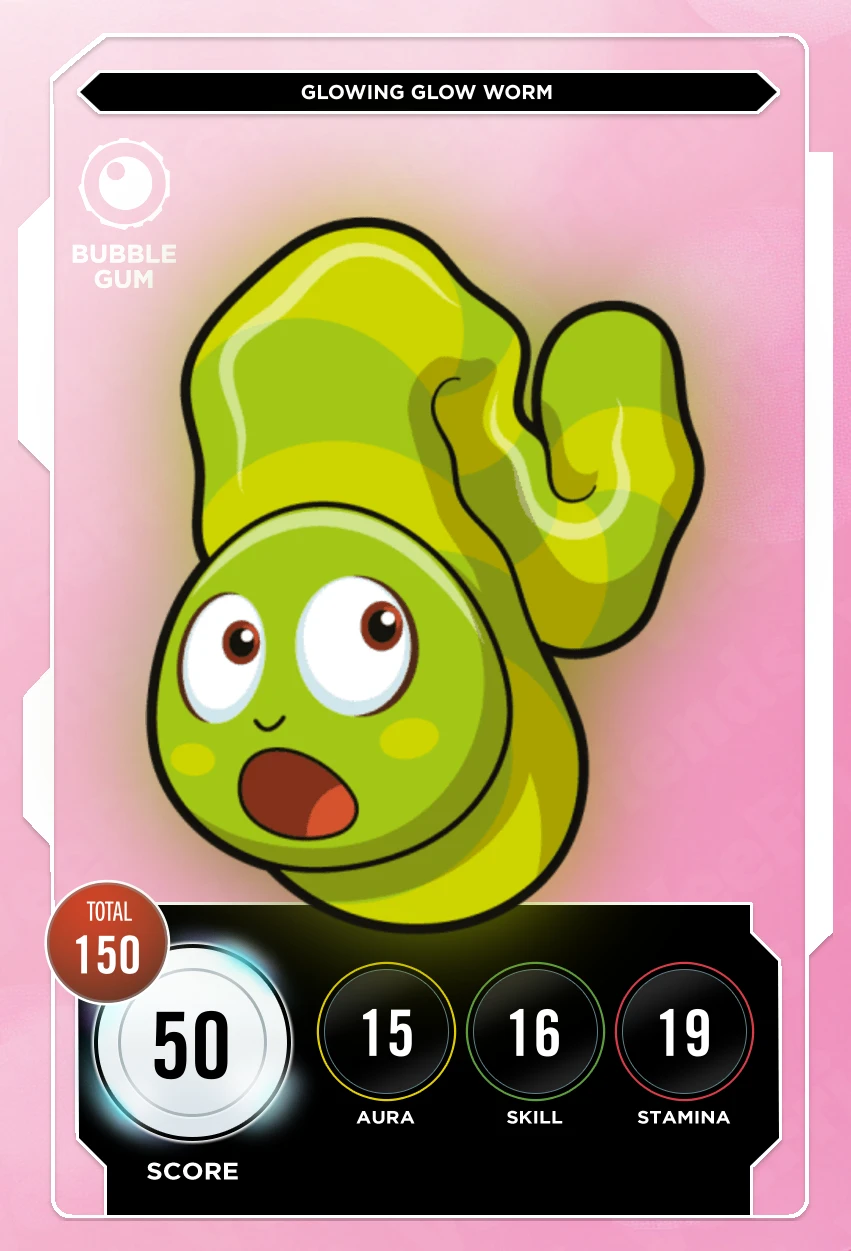 GLOWING GLOW WORM
BUBBLE
GUM
TOTAL
150
50
SCORE
15
AURA
16
SKILL
19
STAMINA